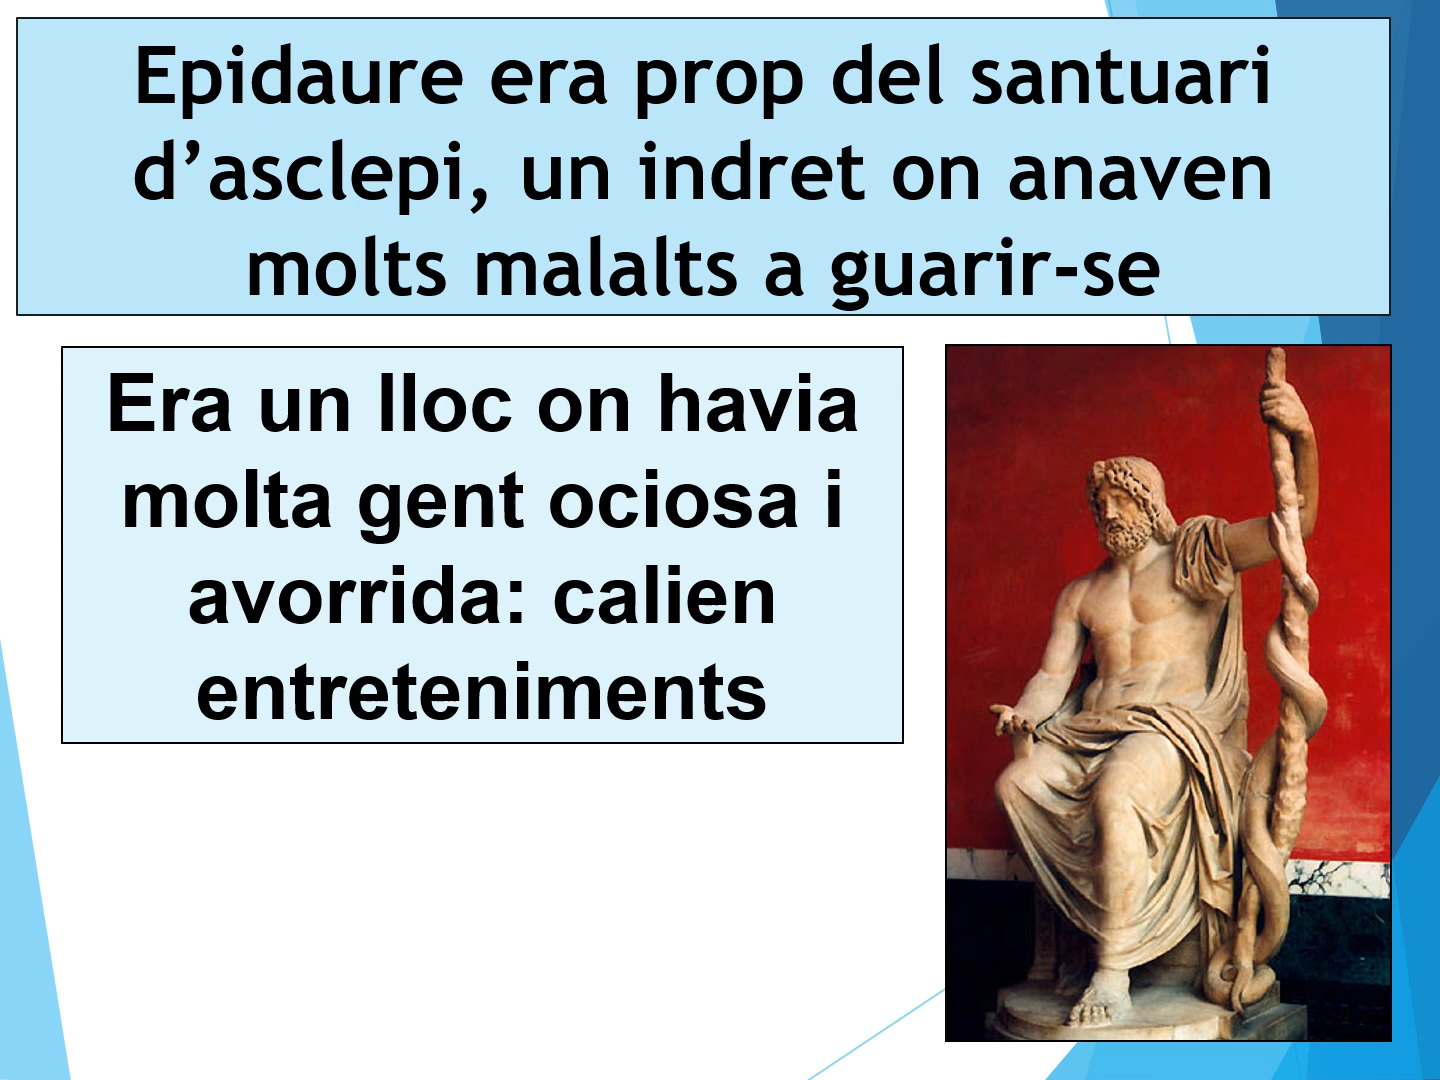 Epidaure era prop del santuari
d’asclepi, un indret on anaven
molts malalts a guarir-se
Era un lloc on havia
molta gent ociosa i
avorrida: calien
entreteniments